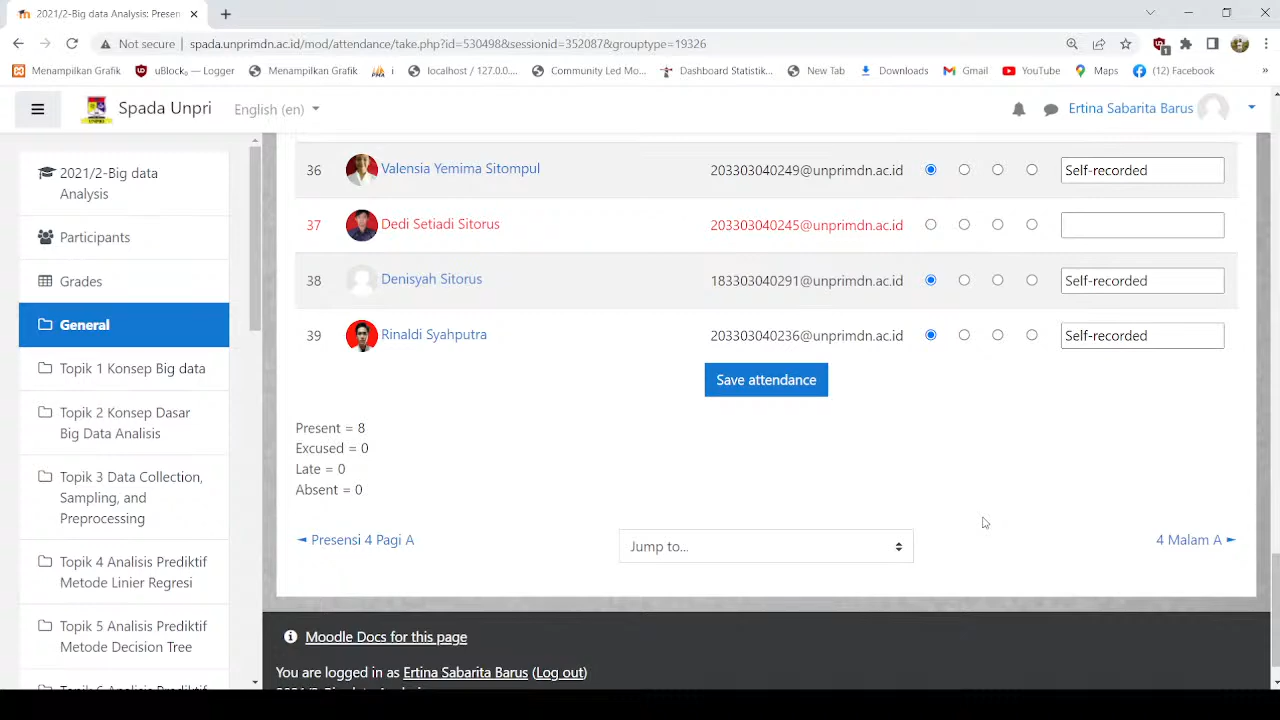 2021/2-Big data Analysis: Presen
Not secure | spada.unprimdn.ac.id/mod/attendance/take.php?id=530498&sessionid=352087&grouptype=19326
Menampilkan Grafik
uBlock₀ — Logger
Menampilkan Grafik
i
localhost / 127.0.0....
Community Led Mo...
Dashboard Statistik...
New Tab
Downloads
Gmail
YouTube
Maps
(12) Facebook
»
Spada Unpri
English (en)
Ertina Sabarita Barus
2021/2-Big data
Analysis
Participants
Grades
General
Topik 1 Konsep Big data
Topik 2 Konsep Dasar
Big Data Analisis
Topik 3 Data Collection,
Sampling, and
Preprocessing
Topik 4 Analisis Prediktif
Metode Linier Regresi
Topik 5 Analisis Prediktif
Metode Decision Tree
36 Valensia Yemima Sitompul 203303040249@unprimdn.ac.id Self-recorded
37 Dedi Setiadi Sitorus 203303040245@unprimdn.ac.id
38 Denisyah Sitorus 183303040291@unprimdn.ac.id Self-recorded
39 Rinaldi Syahputra 203303040236@unprimdn.ac.id Self-recorded
Save attendance
Present = 8
Excused = 0
Late = 0
Absent = 0
◄ Presensi 4 Pagi A
Jump to...
4 Malam A ►
Moodle Docs for this page
You are logged in as Ertina Sabarita Barus (Log out)